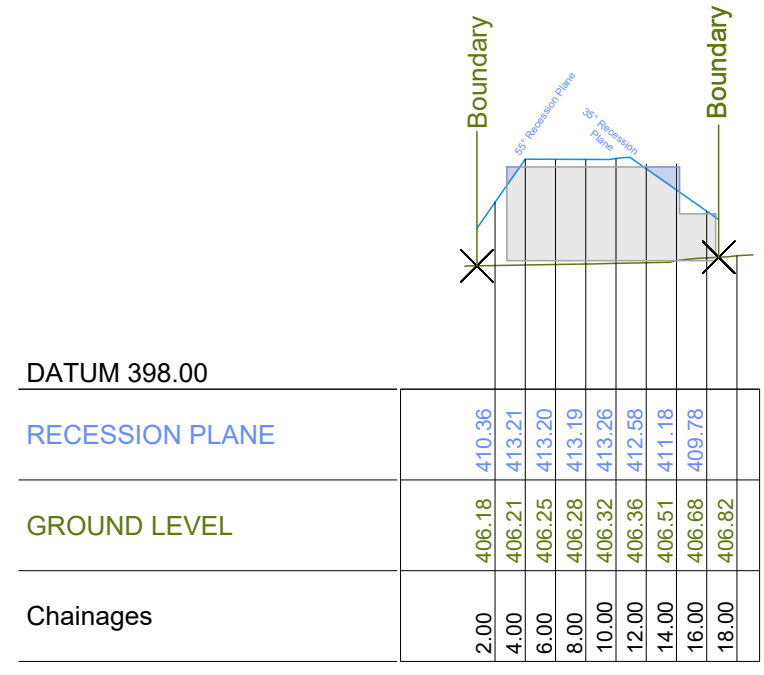 Boundary
Boundary
55° Recession Plane
35° Recession
Plane
DATUM 398.00
RECESSION PLANE 410.36 413.21 413.20 413.19 413.26 412.58 411.18 409.78
GROUND LEVEL 406.18 406.21 406.25 406.28 406.32 406.36 406.51 406.68 406.82
Chainages 2.00 4.00 6.00 8.00 10.00 12.00 14.00 16.00 18.00